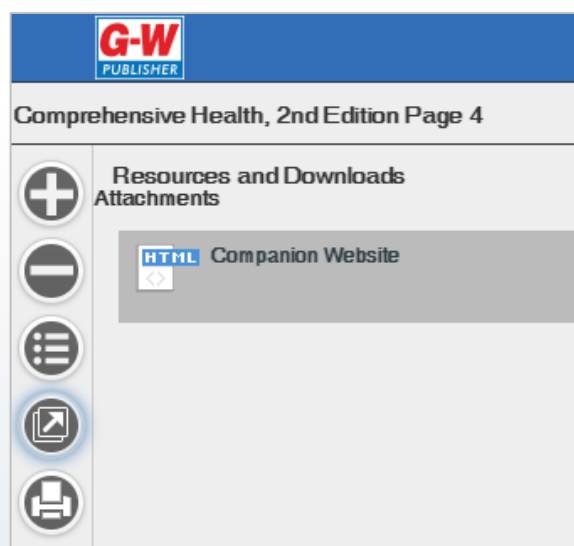 G-W
PUBLISHER
Comprehensive Health, 2nd Edition Page 4
Resources and Downloads
Attachments
HTML Companion Website